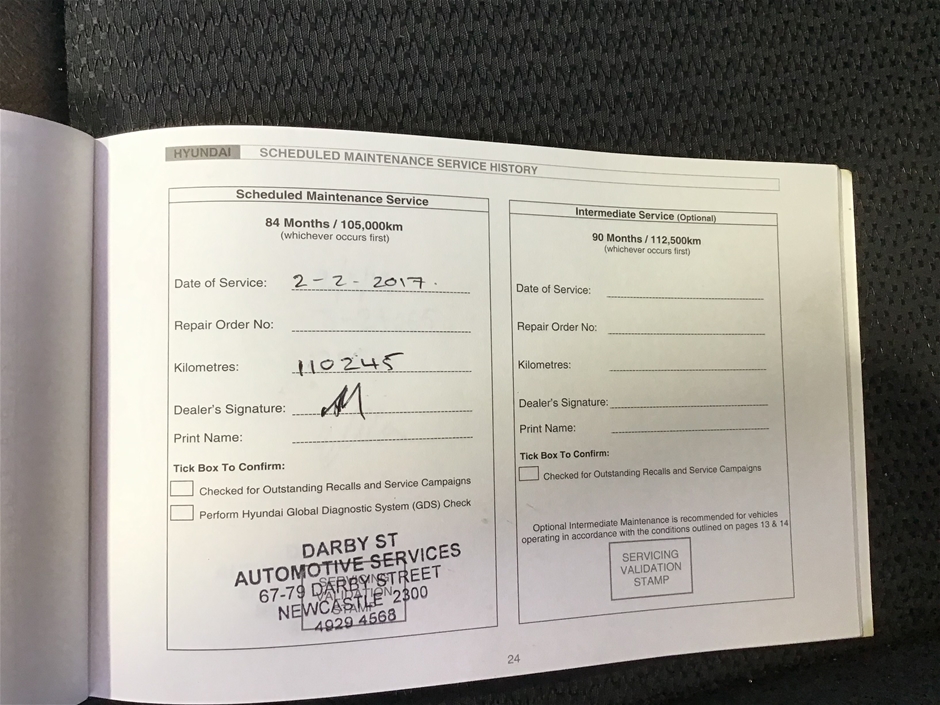 HYUNDAI SCHEDULED MAINTENANCE SERVICE HISTORY
Scheduled Maintenance Service
84 Months / 105,000km
(whichever occurs first)
Date of Service: 2-2-2017.
Repair Order No:
Kilometres: 110245
Dealer's Signature:
Print Name:
Tick Box To Confirm:
Checked for Outstanding Recalls and Service Campaigns
Perform Hyundai Global Diagnostic System (GDS) Check
DARBY ST
AUTOMOTIVE SERVICES
67-79 DARBY STREET
NEWCASTLE 2300
4929 4568
SERVICING
VALIDATION
STAMP
Intermediate Service (Optional)
90 Months / 112,500km
(whichever occurs first)
Date of Service:
Repair Order No:
Kilometres:
Dealer's Signature:
Print Name:
Tick Box To Confirm:
Checked for Outstanding Recalls and Service Campaigns
Optional Intermediate Maintenance is recommended for vehicles
operating in accordance with the conditions outlined on pages 13 & 14
SERVICING
VALIDATION
STAMP
24